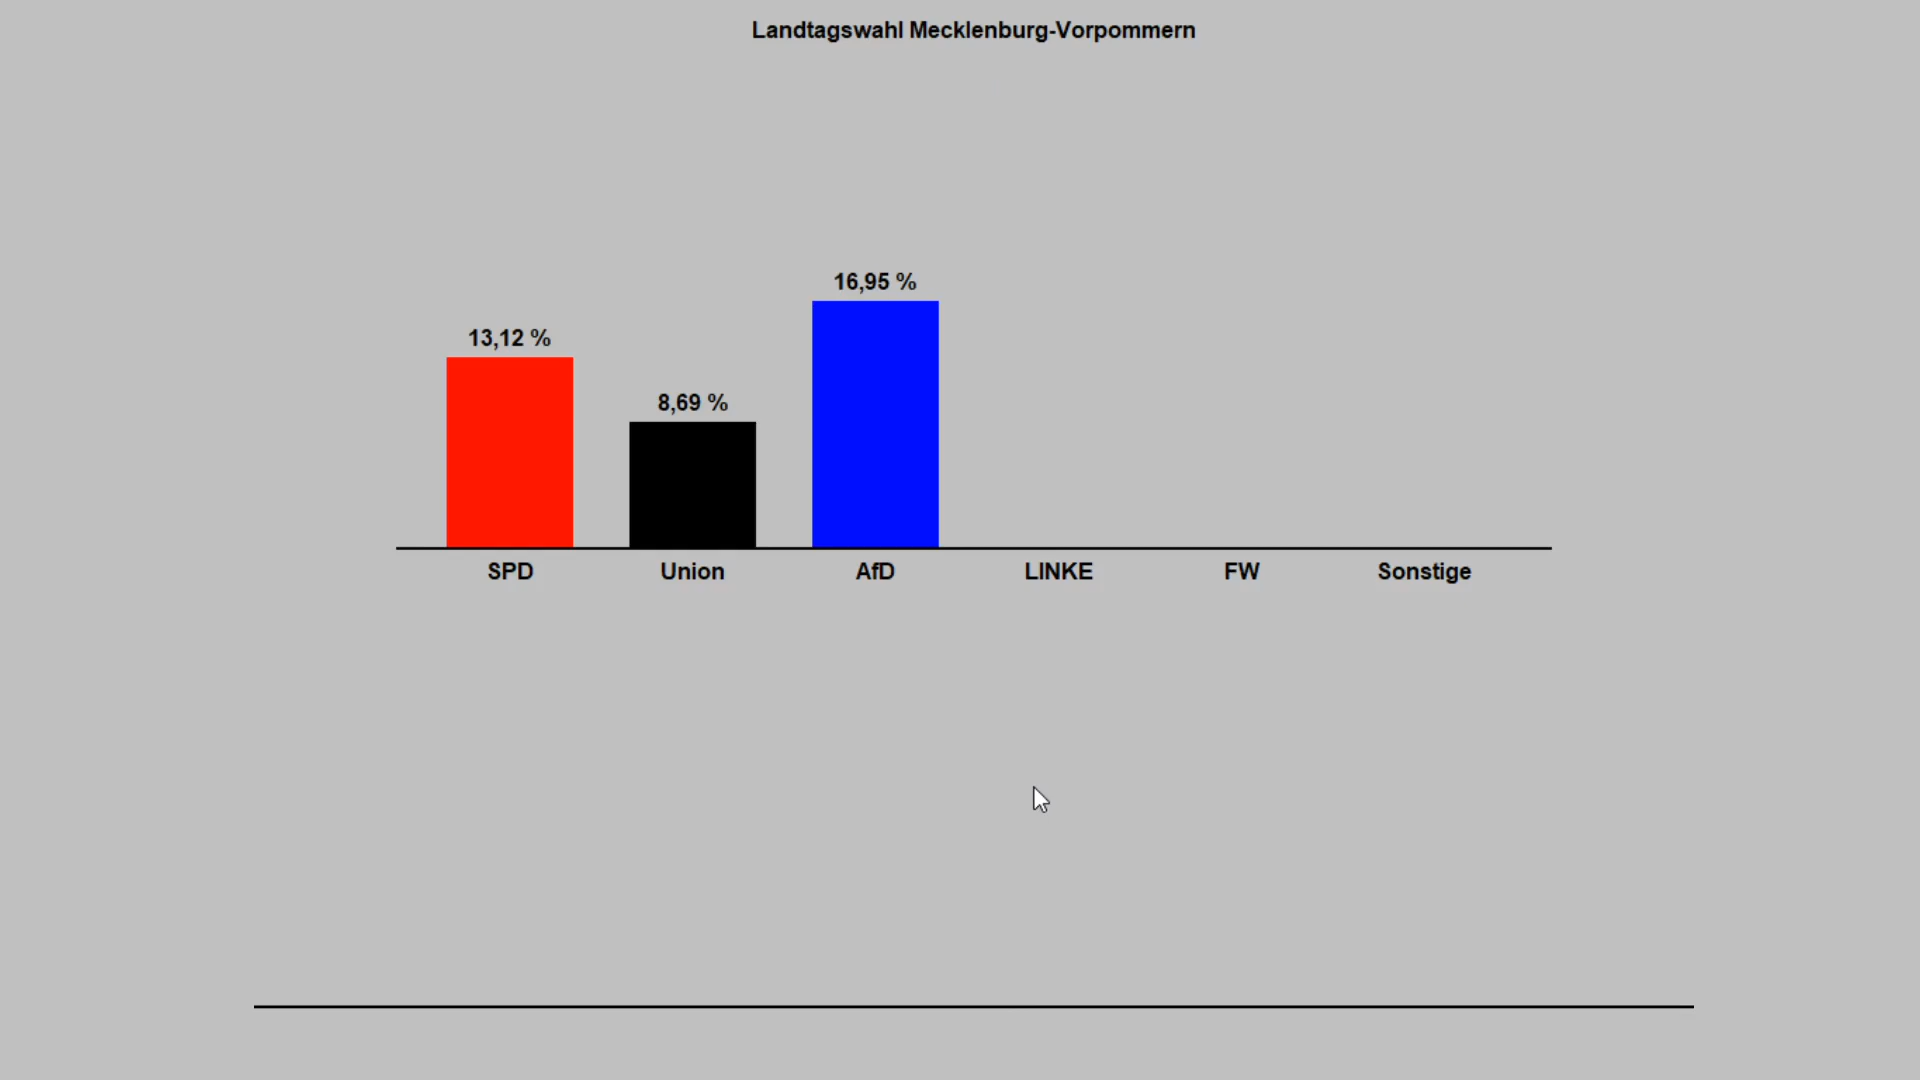 Landtagswahl Mecklenburg-Vorpommern
16,95 %
13,12 %
8,69 %
SPD Union AfD LINKE FW Sonstige